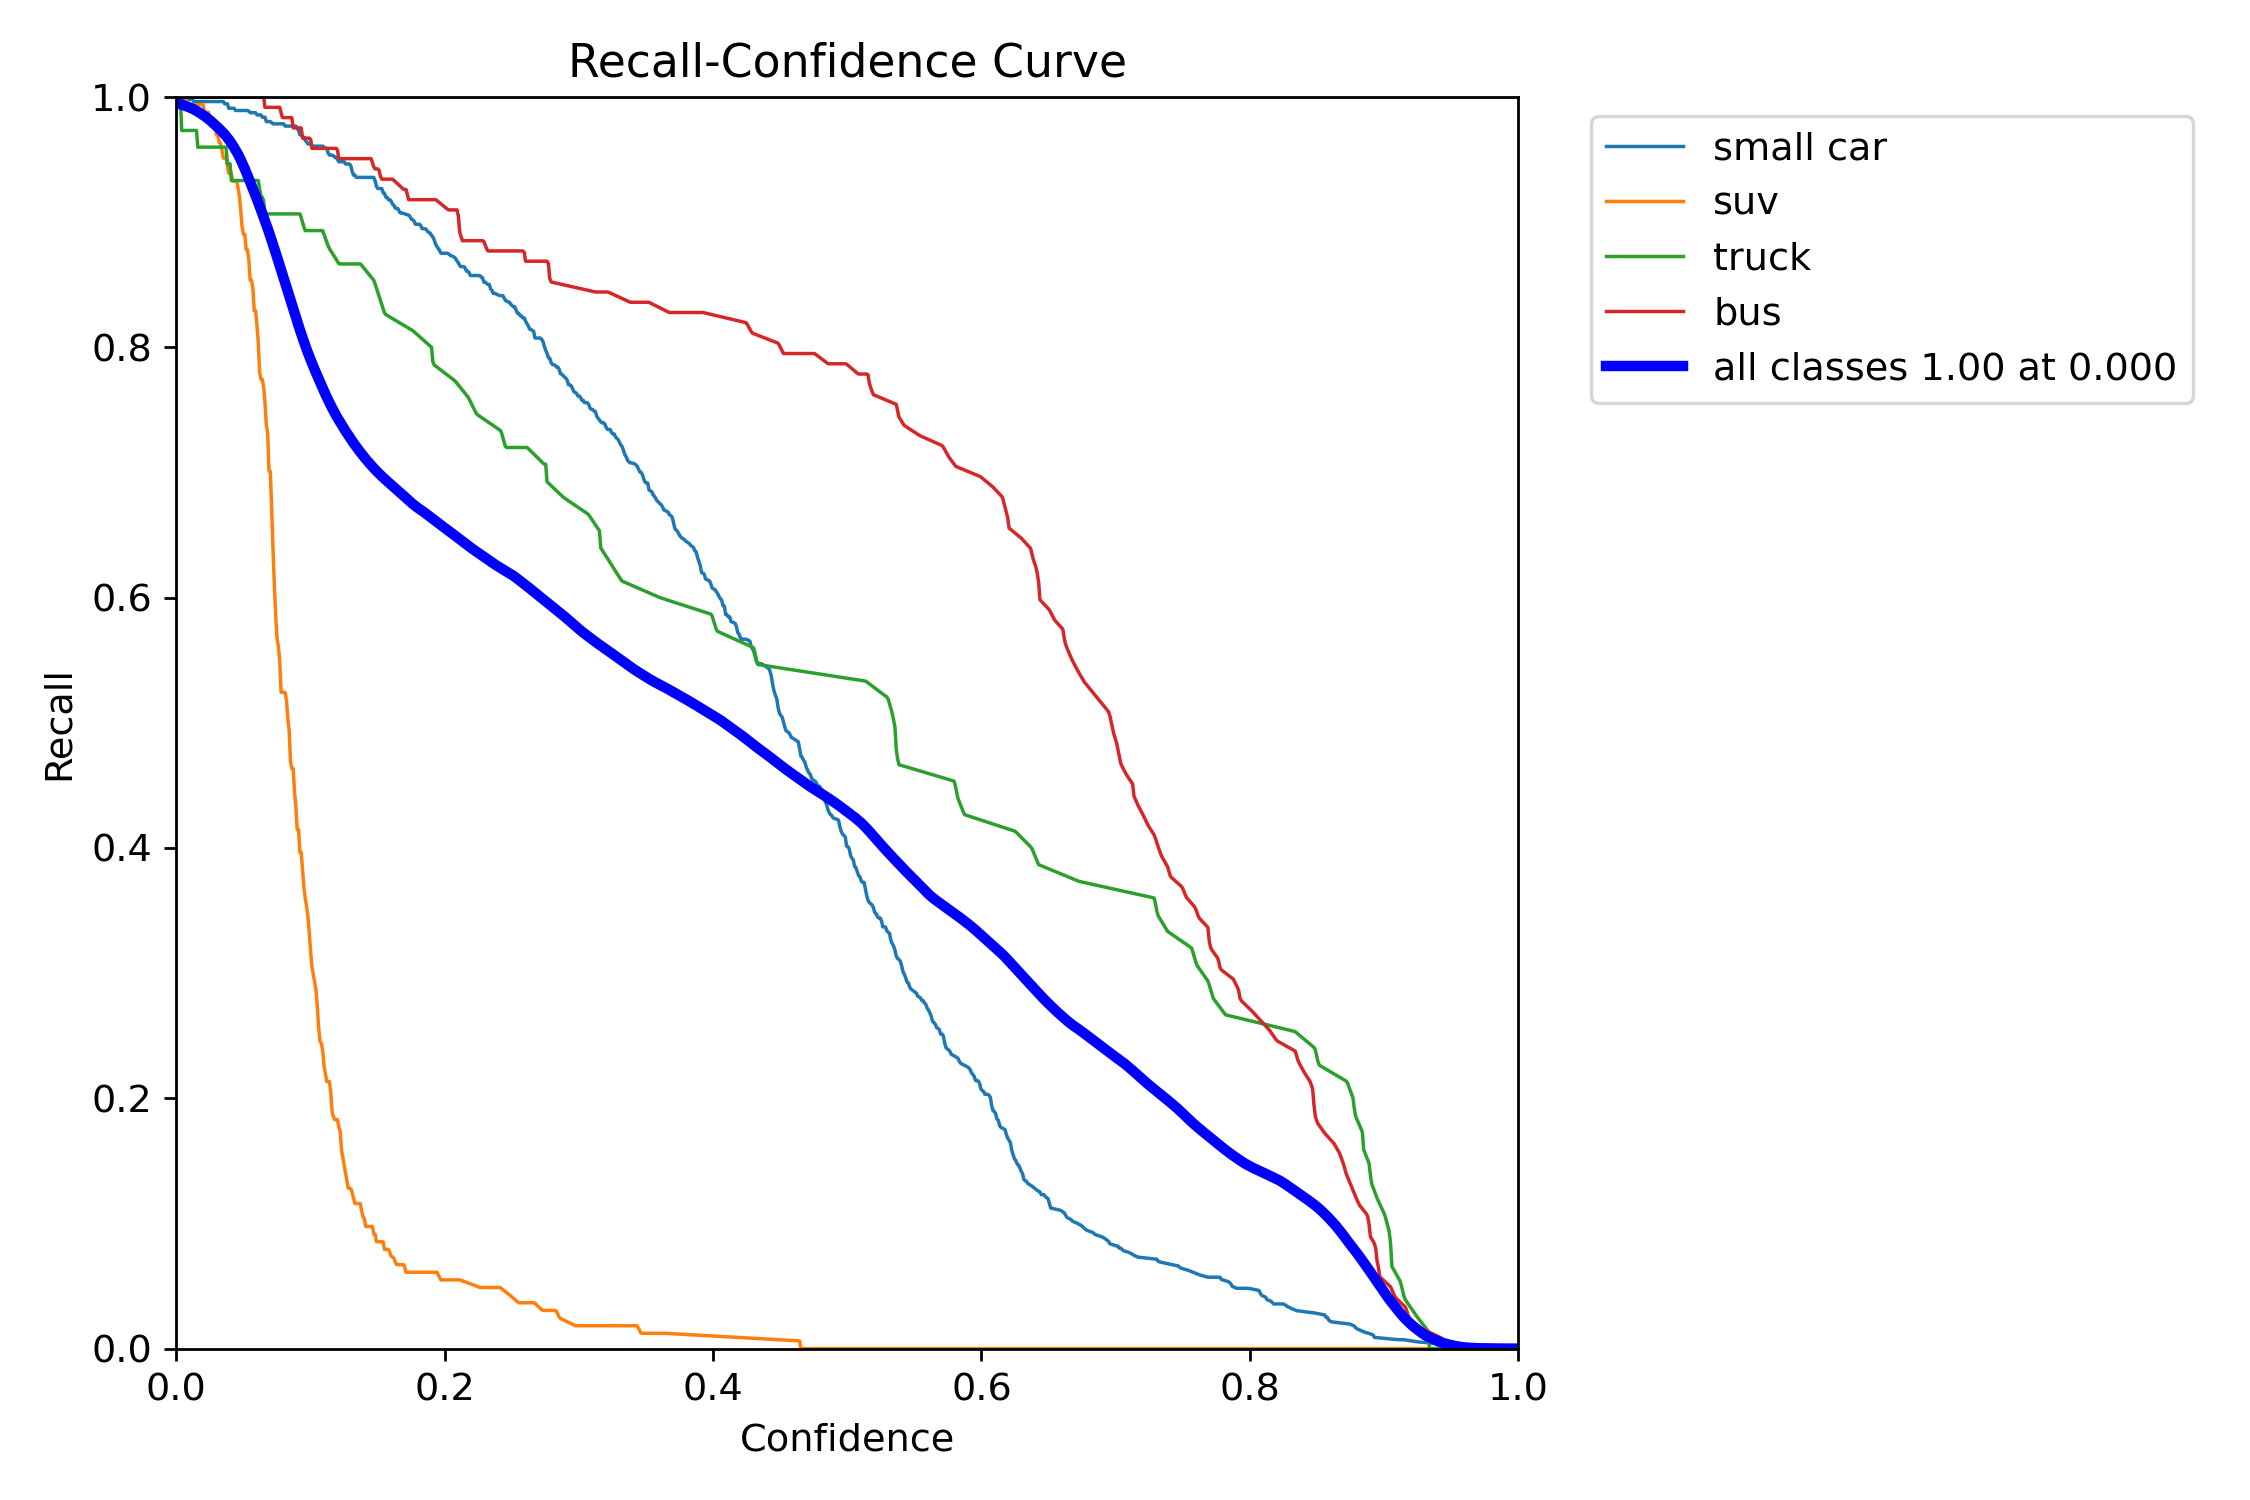 Recall-Confidence Curve
1.0
0.8
0.6
0.4
0.2
0.0
Recall
0.0 0.2 0.4 0.6 0.8 1.0
Confidence
small car
suv
truck
bus
all classes 1.00 at 0.000